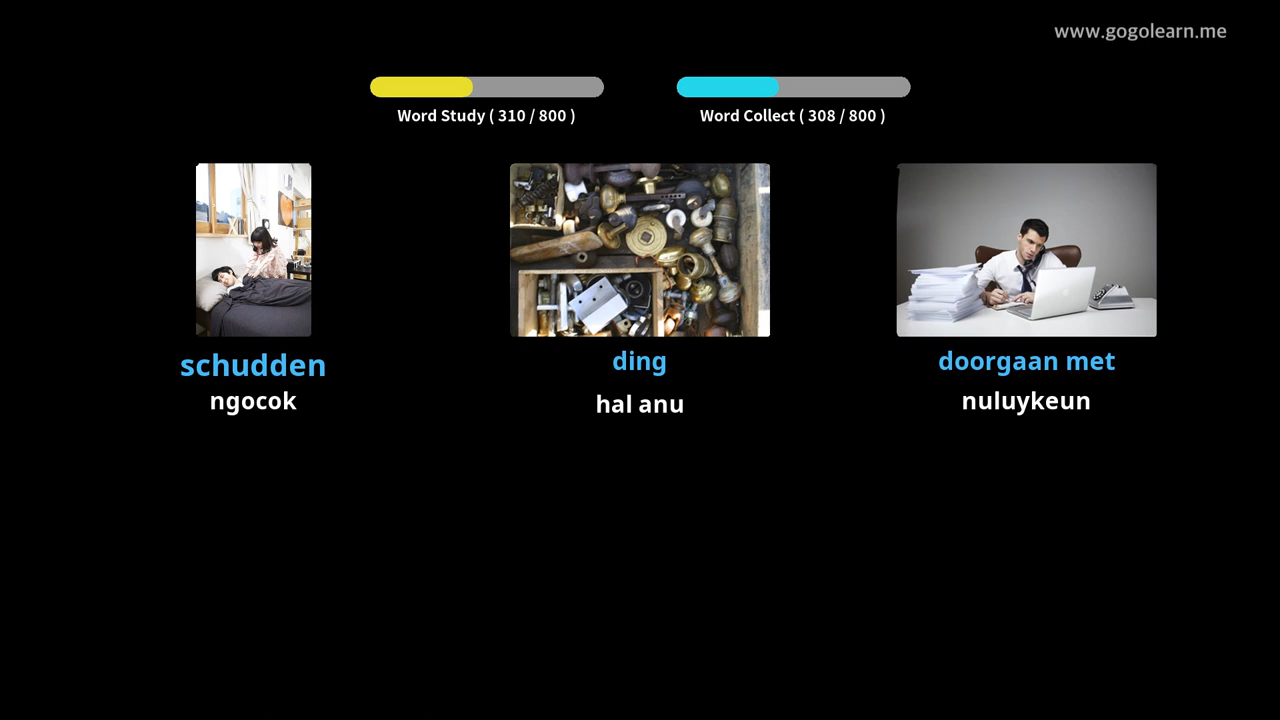 www.gogolearn.me
Word Study ( 310 / 800 )
Word Collect ( 308 / 800 )
schudden
ngocok
ding
hal anu
doorgaan met
nuluykeun